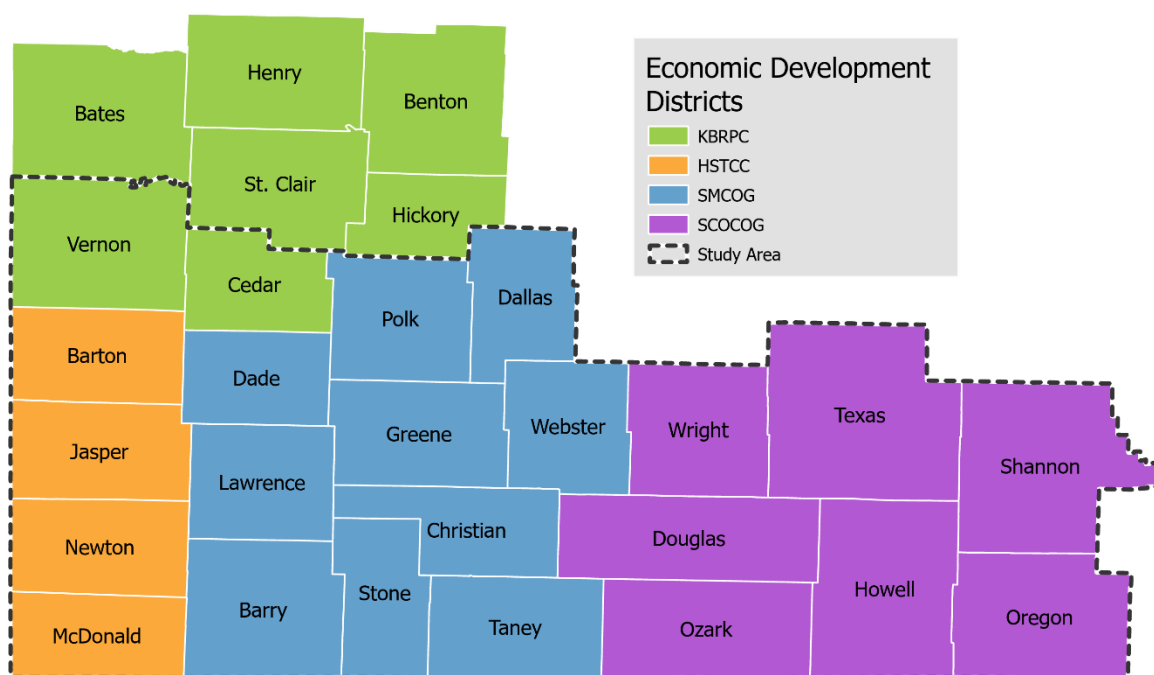 Henry
Benton
Bates
St. Clair
Hickory
Vernon
Cedar
Dallas
Polk
Barton
Dade
Texas
Webster
Wright
Greene
Jasper
Shannon
Lawrence
Christian
Douglas
Newton
Howell
Stone
Barry
Oregon
Taney
Ozark
McDonald
Economic Development
Districts
KBRPC
HSTCC
SMCOG
SCOCOG
Study Area